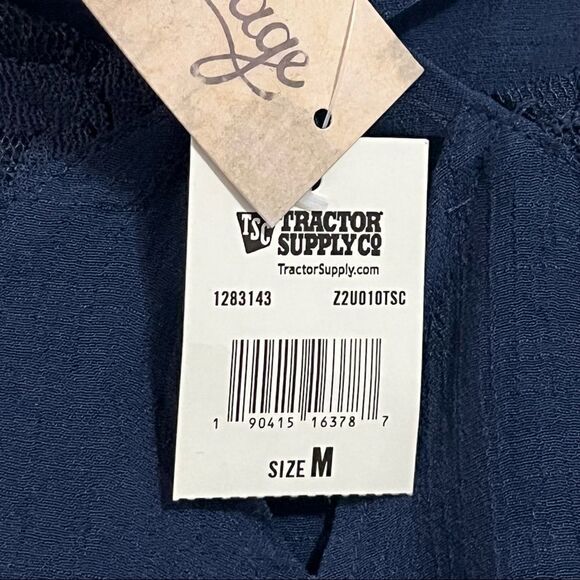 TSC TRACTOR
SUPPLY CO
TractorSupply.com
1283143 Z2U010TSC
1 90415 16378 7
SIZE M